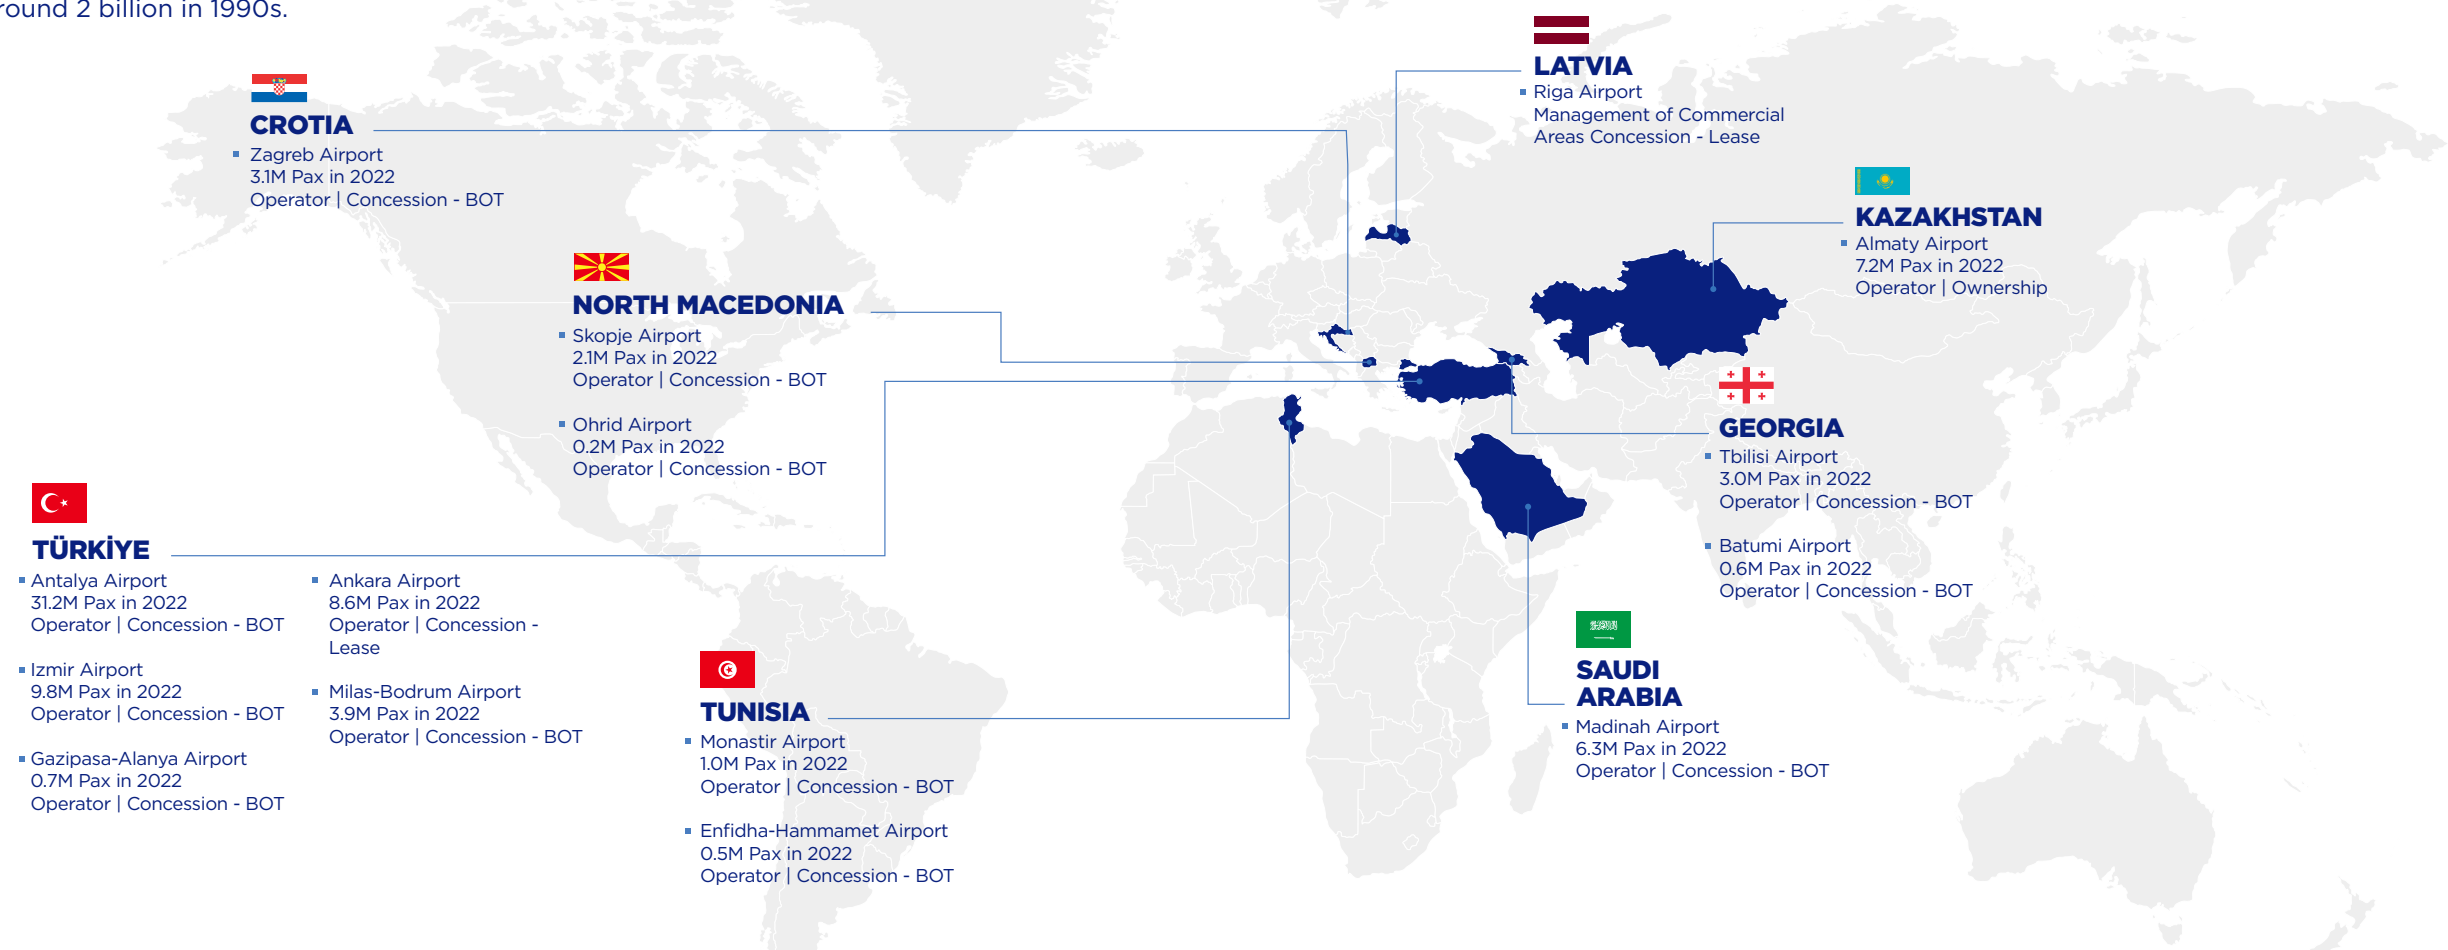 round 2 billion in 1990s.
CROTIA
Zagreb Airport
3.1M Pax in 2022
Operator | Concession - BOT
LATVIA
Riga Airport
Management of Commercial
Areas Concession - Lease
KAZAKHSTAN
Almaty Airport
7.2M Pax in 2022
Operator | Ownership
NORTH MACEDONIA
Skopje Airport
2.1M Pax in 2022
Operator | Concession - BOT
Ohrid Airport
0.2M Pax in 2022
Operator | Concession - BOT
GEORGIA
Tbilisi Airport
3.0M Pax in 2022
Operator | Concession - BOT
Batumi Airport
0.6M Pax in 2022
Operator | Concession - BOT
TÜRKİYE
Antalya Airport
31.2M Pax in 2022
Operator | Concession - BOT
Izmir Airport
9.8M Pax in 2022
Operator | Concession - BOT
Gazipasa-Alanya Airport
0.7M Pax in 2022
Operator | Concession - BOT
Ankara Airport
8.6M Pax in 2022
Operator | Concession -
Lease
Milas-Bodrum Airport
3.9M Pax in 2022
Operator | Concession - BOT
TUNISIA
Monastir Airport
1.0M Pax in 2022
Operator | Concession - BOT
Enfidha-Hammamet Airport
0.5M Pax in 2022
Operator | Concession - BOT
SAUDI
ARABIA
Madinah Airport
6.3M Pax in 2022
Operator | Concession - BOT